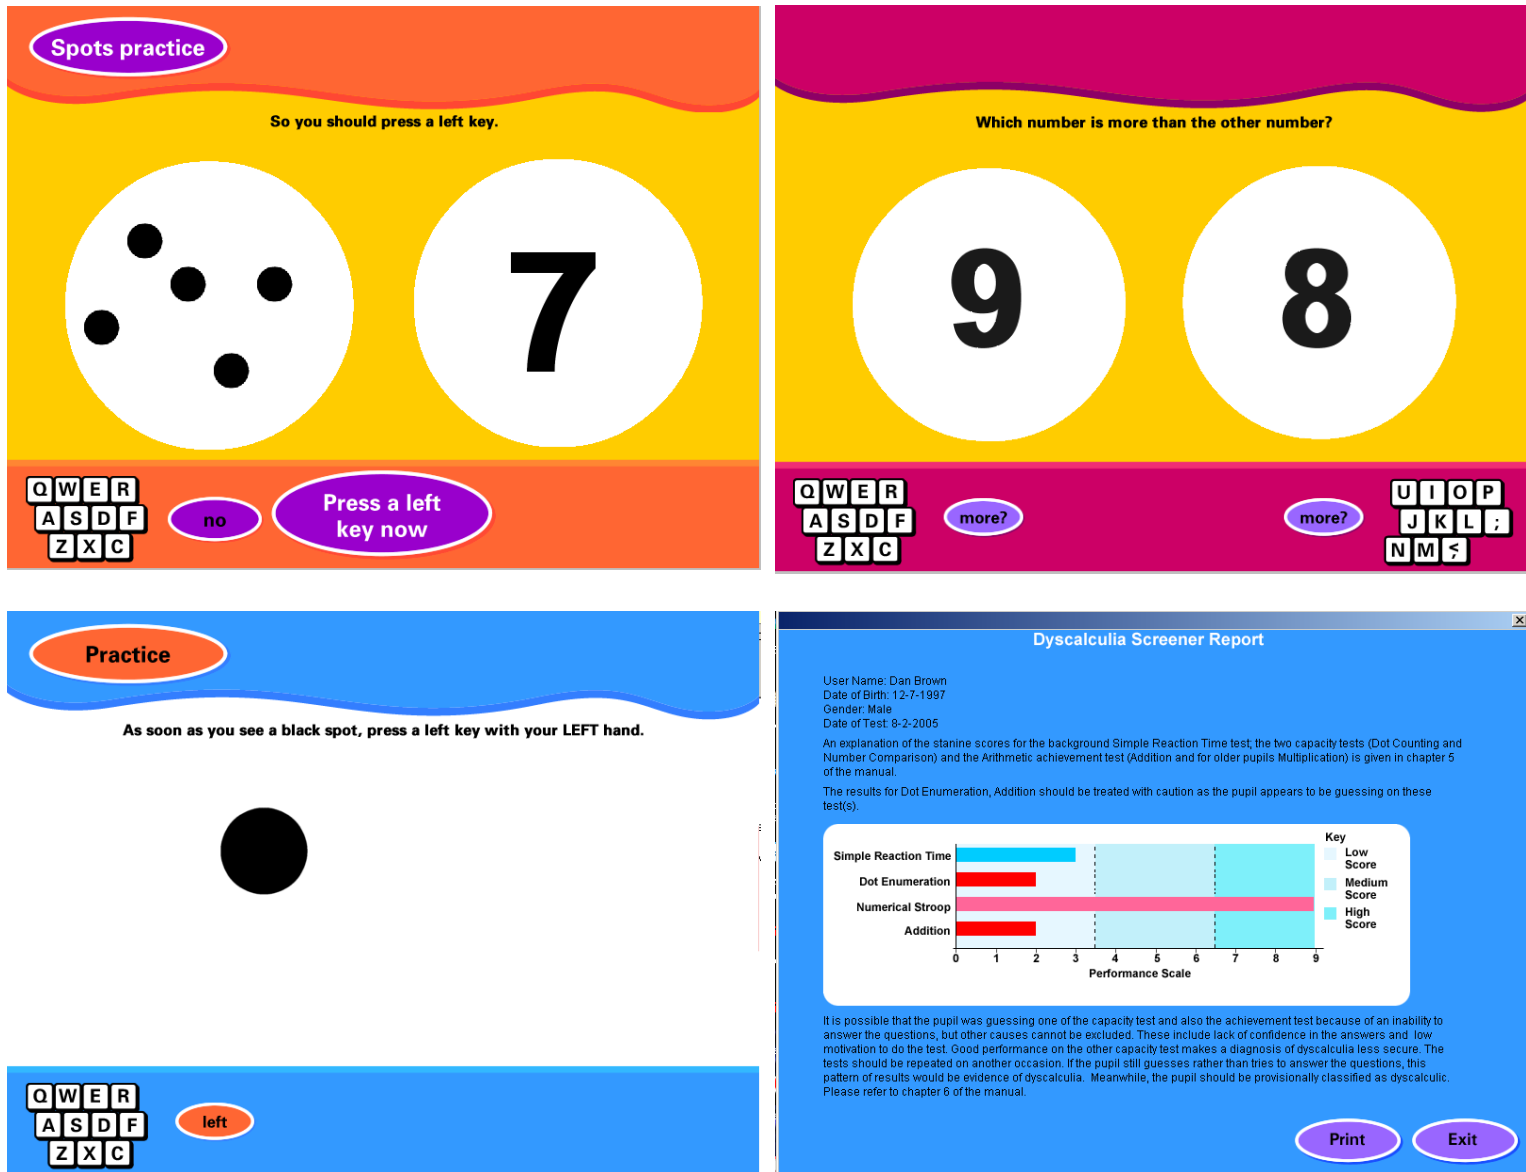 Spots practice
So you should press a left key.
7
Q W E R
A S D F
Z X C
no
Press a left
key now
Which number is more than the other number?
9 8
Q W E R
A S D F
Z X C
more?
more?
U I O P
J K L ;
N M <,
Practice
As soon as you see a black spot, press a left key with your LEFT hand.
Q W E R
A S D F
Z X C
left
Dyscalculia Screener Report
User Name: Dan Brown
Date of Birth: 12-7-1997
Gender: Male
Date of Test: 8-2-2005
An explanation of the stanine scores for the background Simple Reaction Time test; the two capacity tests (Dot Counting and
Number Comparison) and the Arithmetic achievement test (Addition and for older pupils Multiplication) is given in chapter 5
of the manual.
The results for Dot Enumeration, Addition should be treated with caution as the pupil appears to be guessing on these
test(s).
Simple Reaction Time
Dot Enumeration
Numerical Stroop
Addition
0 1 2 3 4 5 6 7 8 9
Performance Scale
Key
Low
Score
Medium
Score
High
Score
It is possible that the pupil was guessing one of the capacity test and also the achievement test because of an inability to
answer the questions, but other causes cannot be excluded. These include lack of confidence in the answers and low
motivation to do the test. Good performance on the other capacity test makes a diagnosis of dyscalculia less secure. The
tests should be repeated on another occasion. If the pupil still guesses rather than tries to answer the questions, this
pattern of results would be evidence of dyscalculia. Meanwhile, the pupil should be provisionally classified as dyscalculic.
Please refer to chapter 6 of the manual.
Print
Exit